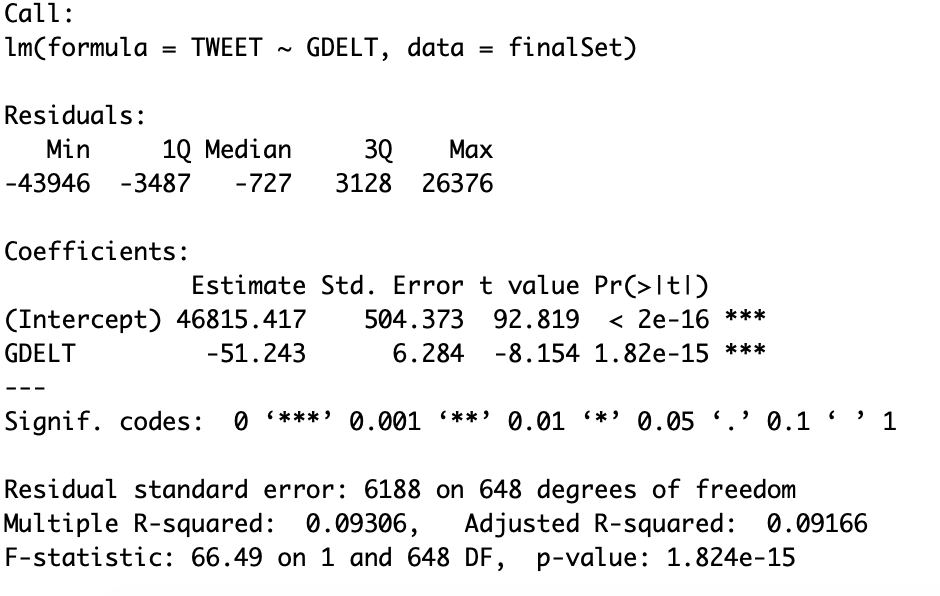 Call:
lm(formula = TWEET ~ GDELT, data = finalSet)
Residuals:
Min 1Q Median 3Q Max
-43946 -3487 -727 3128 26376
Coefficients:
Estimate Std. Error t value Pr(>|t|)
(Intercept) 46815.417 504.373 92.819 < 2e-16 ***
GDELT -51.243 6.284 -8.154 1.82e-15 ***
---
Signif. codes: 0 ‘***’ 0.001 ‘**’ 0.01 ‘*’ 0.05 ‘.’ 0.1 ‘ ’ 1
Residual standard error: 6188 on 648 degrees of freedom
Multiple R-squared: 0.09306, Adjusted R-squared: 0.09166
F-statistic: 66.49 on 1 and 648 DF, p-value: 1.824e-15